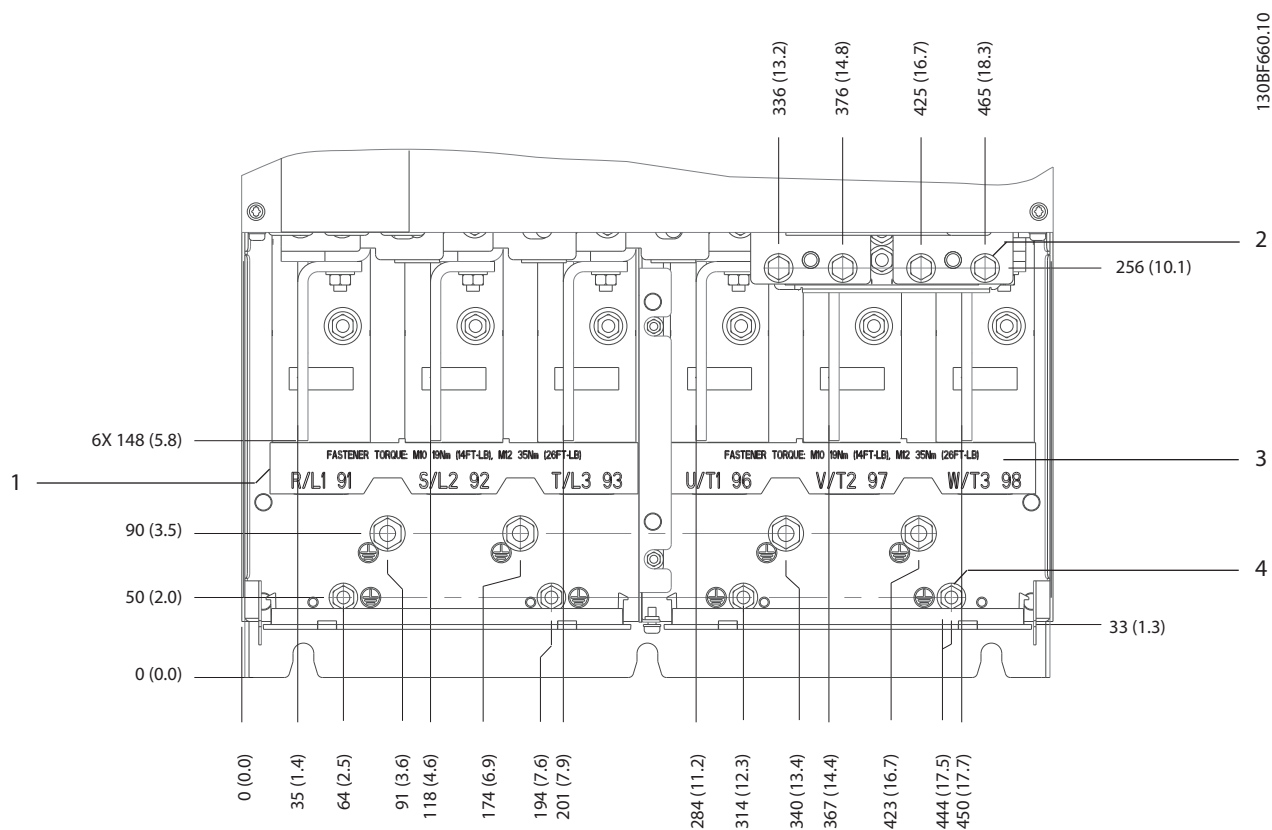 130BF660.10
336 (13.2)
376 (14.8)
425 (16.7)
465 (18.3)
2
256 (10.1)
6X 148 (5.8)
FASTENER TORQUE: M10 19Nm (14FT-LB), M12 35Nm (26FT-LB)
FASTENER TORQUE: M10 19Nm (14FT-LB), M12 35Nm (26FT-LB)
3
1
R/L1 91
S/L2 92
T/L3 93
U/T1 96
V/T2 97
W/T3 98
90 (3.5)
4
50 (2.0)
33 (1.3)
0 (0.0)
0 (0.0)
35 (1.4)
64 (2.5)
91 (3.6)
118 (4.6)
174 (6.9)
194 (7.6)
201 (7.9)
284 (11.2)
314 (12.3)
340 (13.4)
367 (14.4)
423 (16.7)
444 (17.5)
450 (17.7)